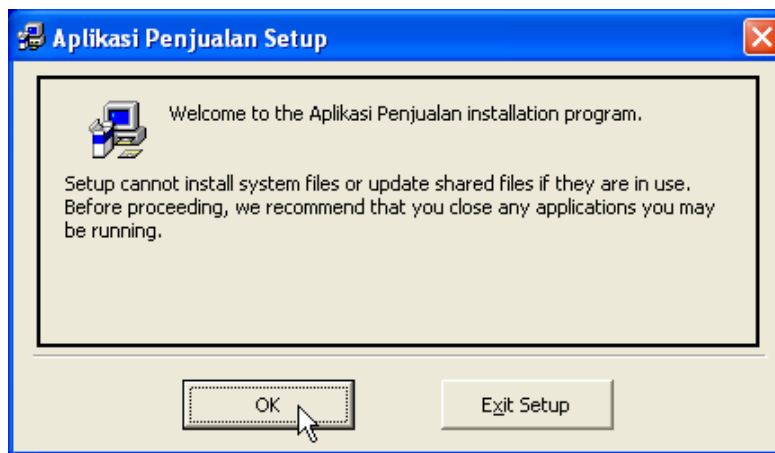 Aplikasi Penjualan Setup
Welcome to the Aplikasi Penjualan installation program.
Setup cannot install system files or update shared files if they are in use.
Before proceeding, we recommend that you close any applications you may
be running.
OK
Exit Setup